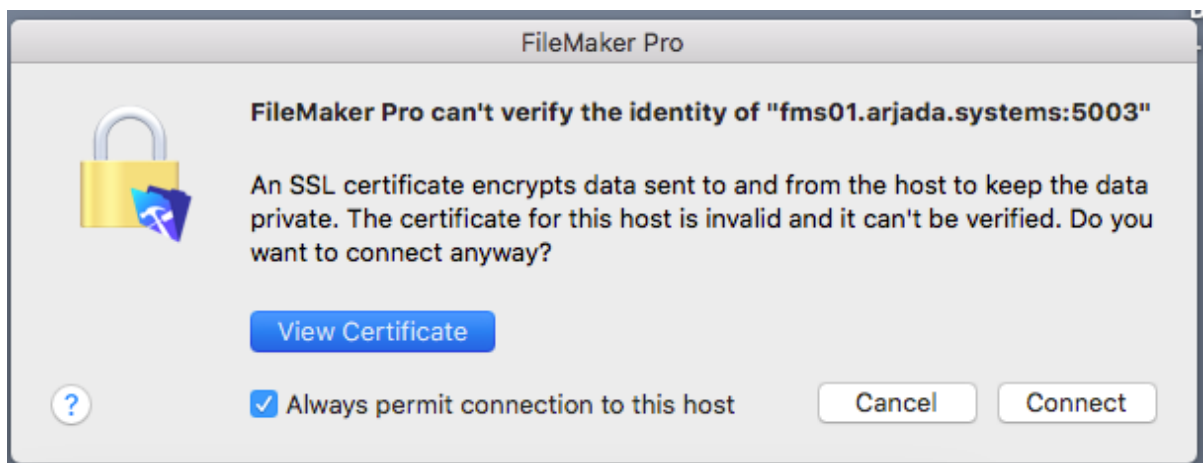 FileMaker Pro
FileMaker Pro can't verify the identity of "fms01.arjada.systems:5003"
An SSL certificate encrypts data sent to and from the host to keep the data
private. The certificate for this host is invalid and it can't be verified. Do you
want to connect anyway?
View Certificate
?
Always permit connection to this host
Cancel
Connect